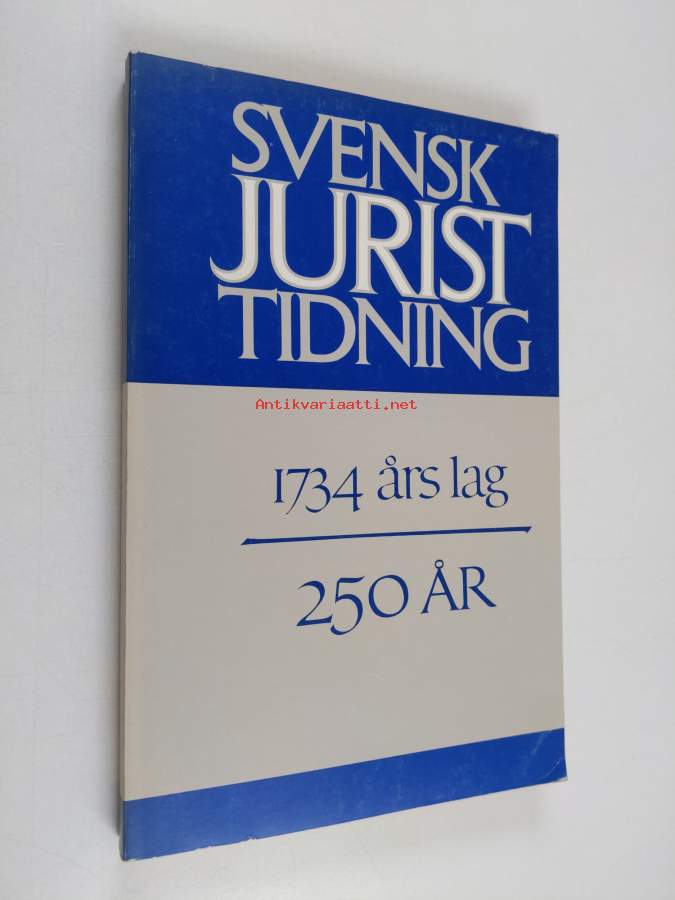 SVENSK
JURIST
TIDNING
Antikvariaatti.net
1734 års lag
250 ÅR